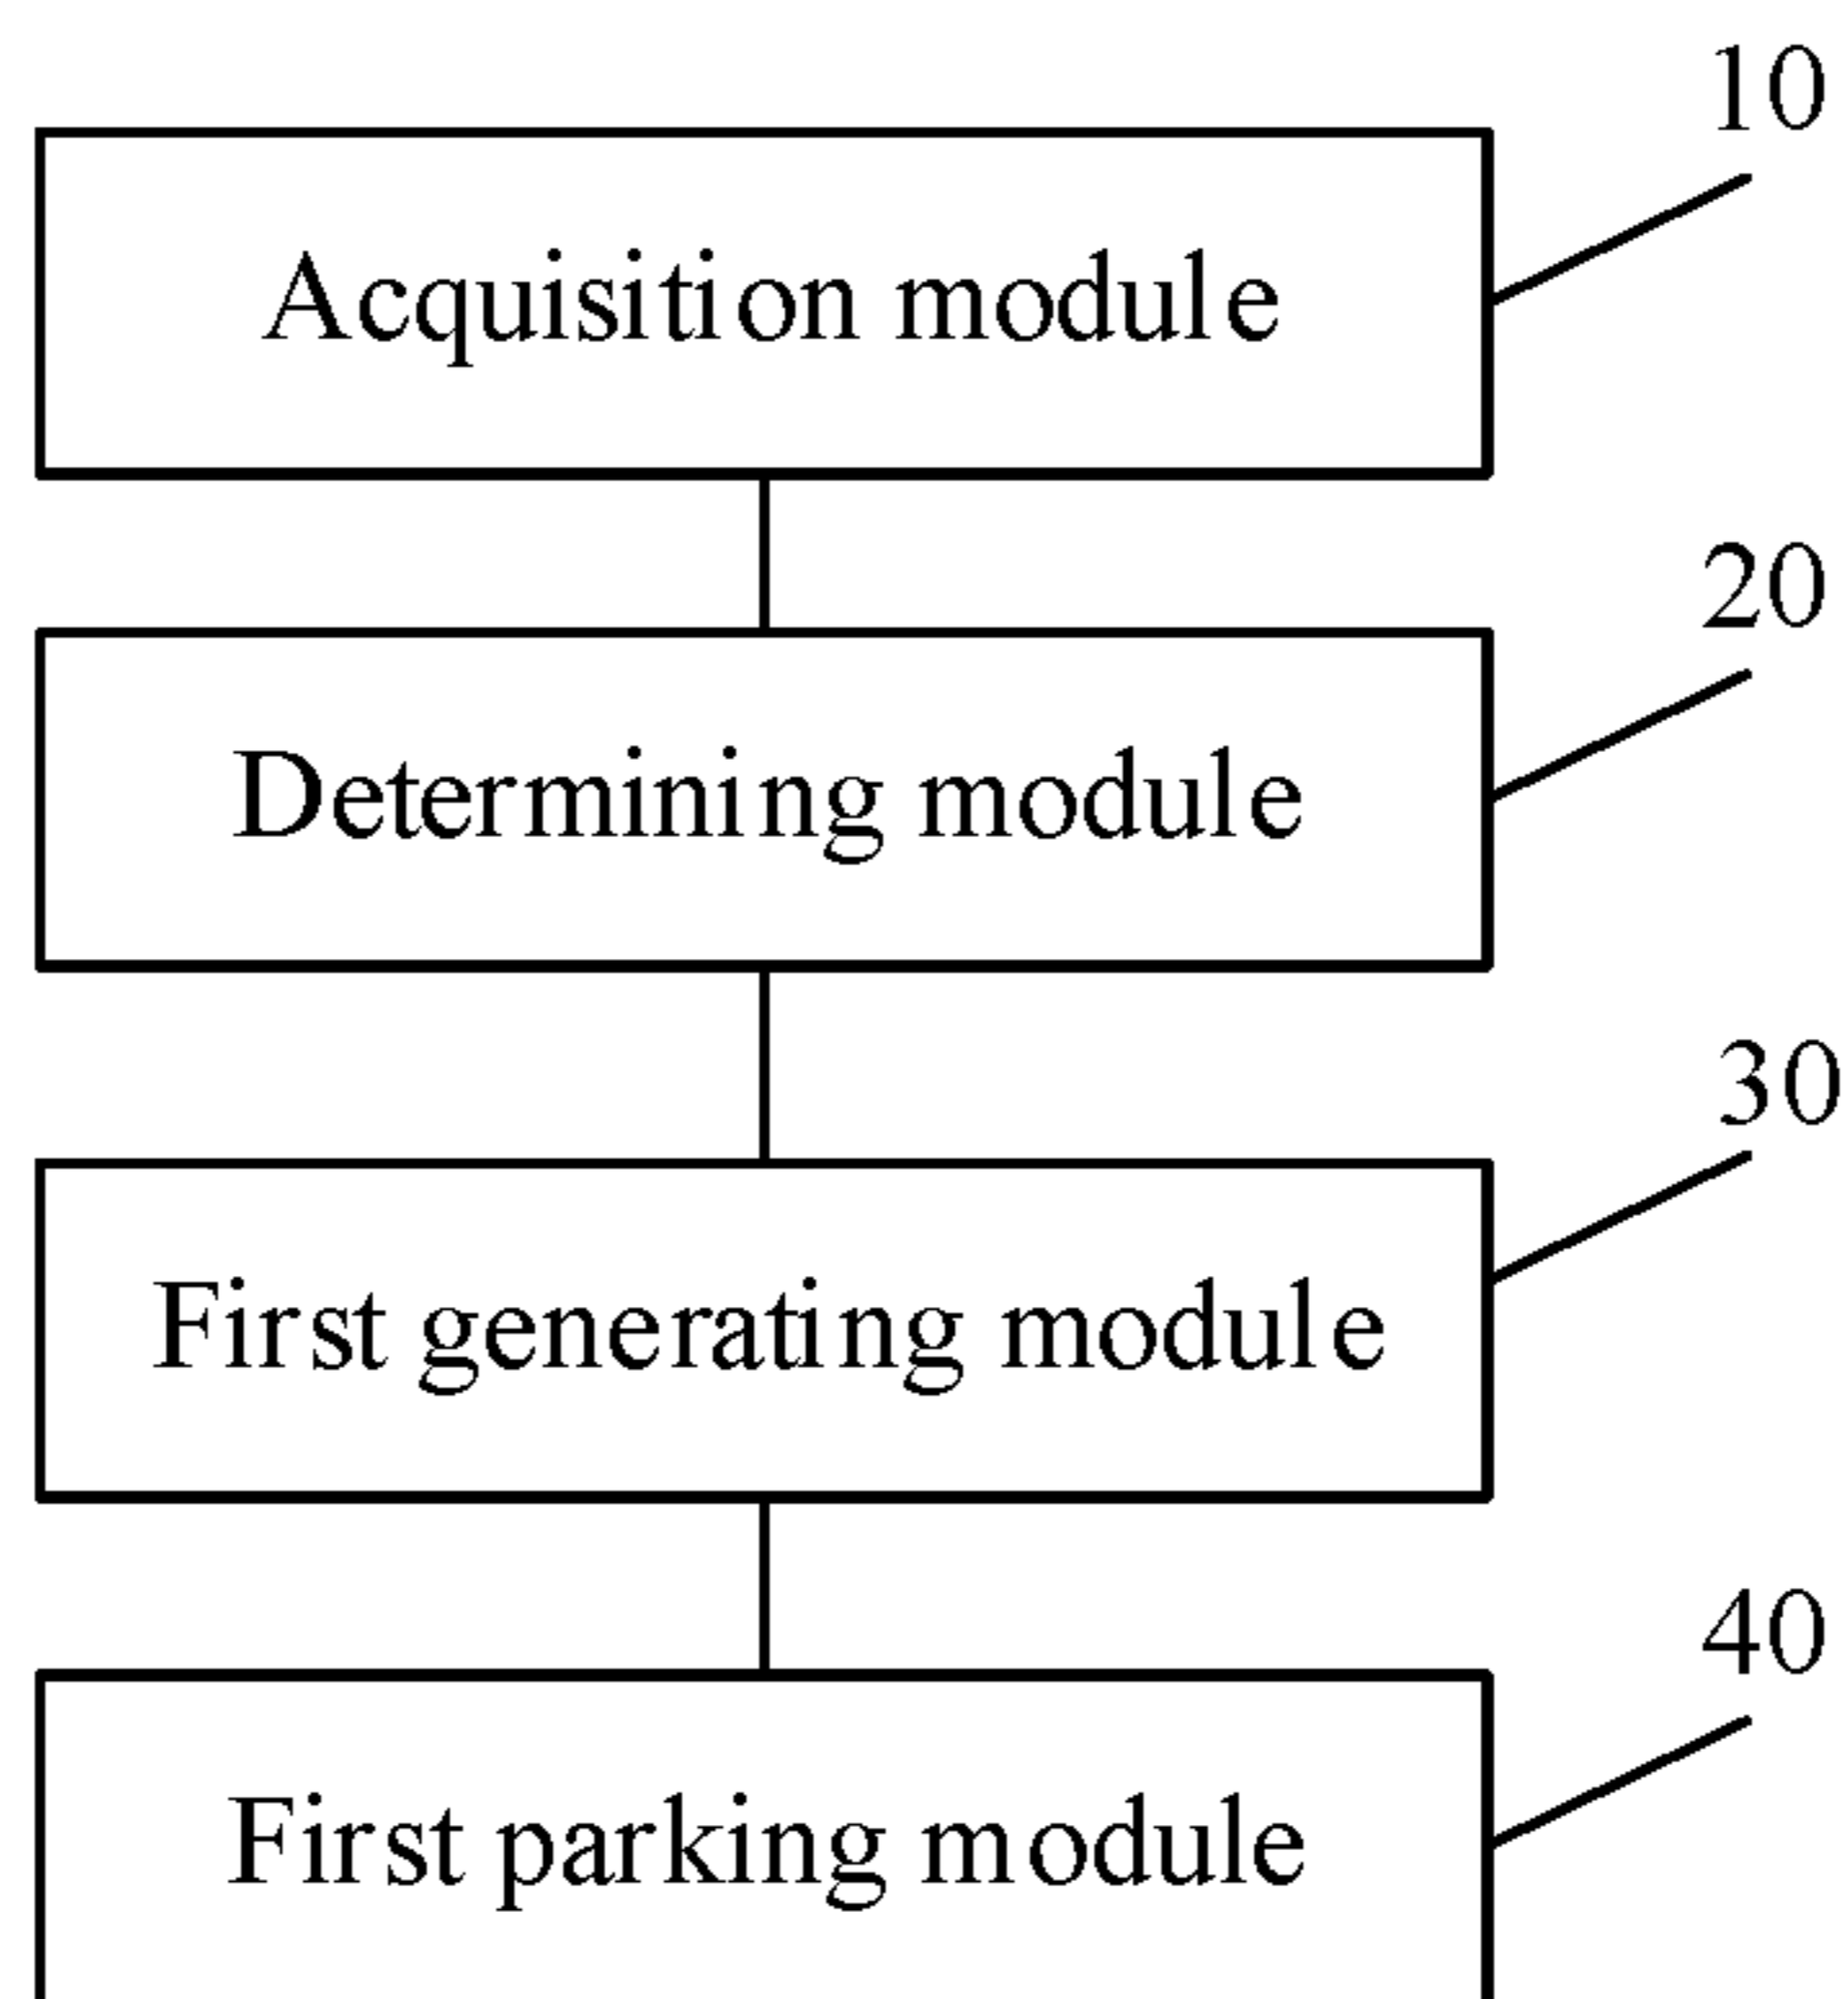 10
Acquisition module
20
Determining module
30
First generating module
40
First parking module